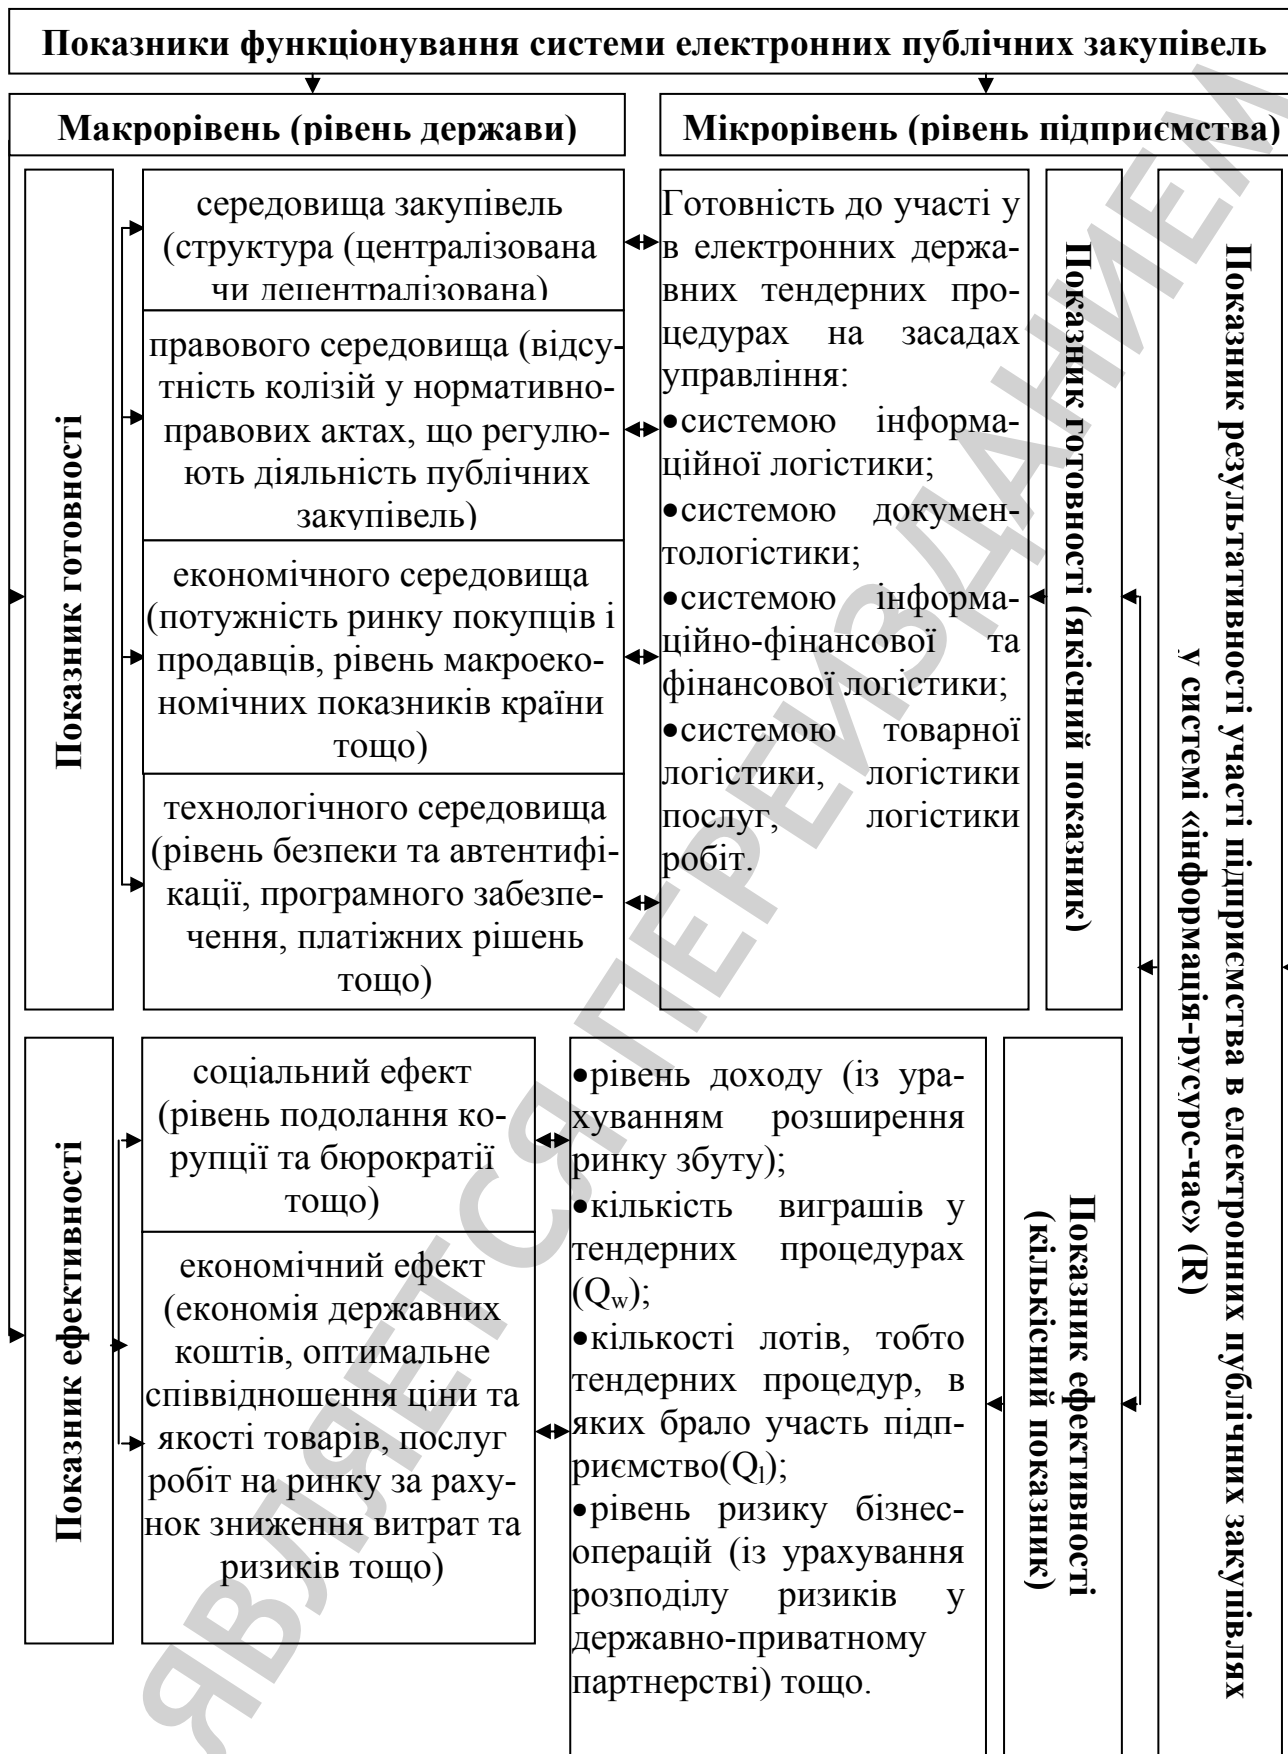 Показники функціонування системи електронних публічних закупівель
Макрорівень (рівень держави)
Мікрорівень (рівень підприємства)
Показник готовності
середовища закупівель
(структура (централізована
чи децентралізована)
правового середовища (відсу-
тність колізій у нормативно-
правових актах, що регулю-
ють діяльність публічних
закупівель)
економічного середовища
(потужність ринку покупців і
продавців, рівень макроеко-
номічних показників країни
тощо)
технологічного середовища
(рівень безпеки та автентифі-
кації, програмного забезпе-
чення, платіжних рішень
тощо)
Готовність до участі у
в електронних держа-
вних тендерних про-
цедурах на засадах
управління:
•системою інформа-
ційної логістики;
•системою докумен-
тологістики;
•системою інформа-
ційно-фінансової та
фінансової логістики;
•системою товарної
логістики, логістики
послуг, логістики
робіт.
Показник готовності (якісний показник)
Показник результативності участі підприємства в електронних публічних закупівлях
у системі «інформація-русурс-час» (R)
Показник ефективності
соціальний ефект
(рівень подолання ко-
рупції та бюрократії
тощо)
економічний ефект
(економія державних
коштів, оптимальне
співвідношення ціни та
якості товарів, послуг
робіт на ринку за раху-
нок зниження витрат та
ризиків тощо)
•рівень доходу (із ура-
хуванням розширення
ринку збуту);
•кількість виграшів у
тендерних процедурах
(Qw);
•кількості лотів, тобто
тендерних процедур, в
яких брало участь підп-
риємство(Ql);
•рівень ризику бізнес-
операцій (із урахування
розподілу ризиків у
державно-приватному
партнерстві) тощо.
Показник ефективності
(кількісний показник)
ЯВЛЯЕТСЯ ПЕРЕИЗДАНИЕМ